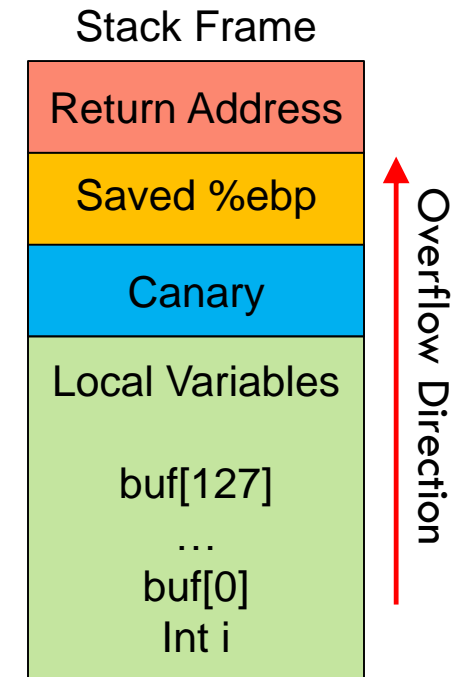 Stack Frame
Return Address
Saved %ebp
Canary
Local Variables
buf[127]
…
buf[0]
Int i
Overflow Direction